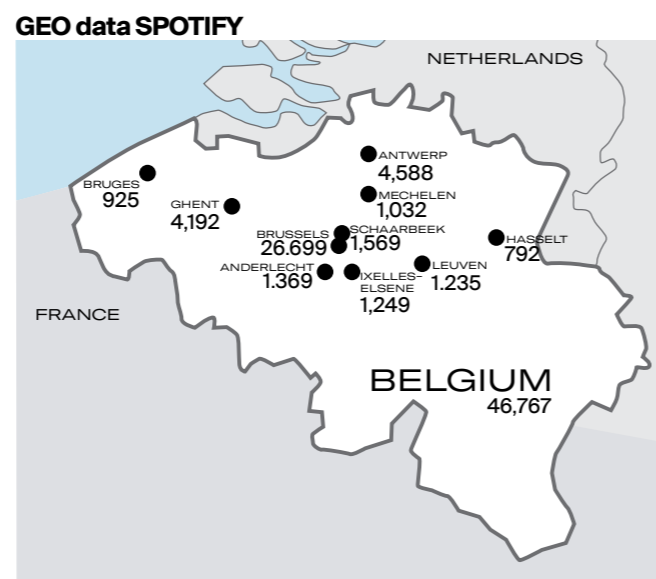 GEO data SPOTIFY
NETHERLANDS
ANTWERP
4,588
BRUGES
925
MECHELEN
1,032
GHENT
4,192
BRUSSELS
26.699
SCHAARBEEK
1,569
HASSELT
792
ANDERLECHT
1.369
IXELLES-
ELSENE
1,249
LEUVEN
1.235
FRANCE
BELGIUM
46,767